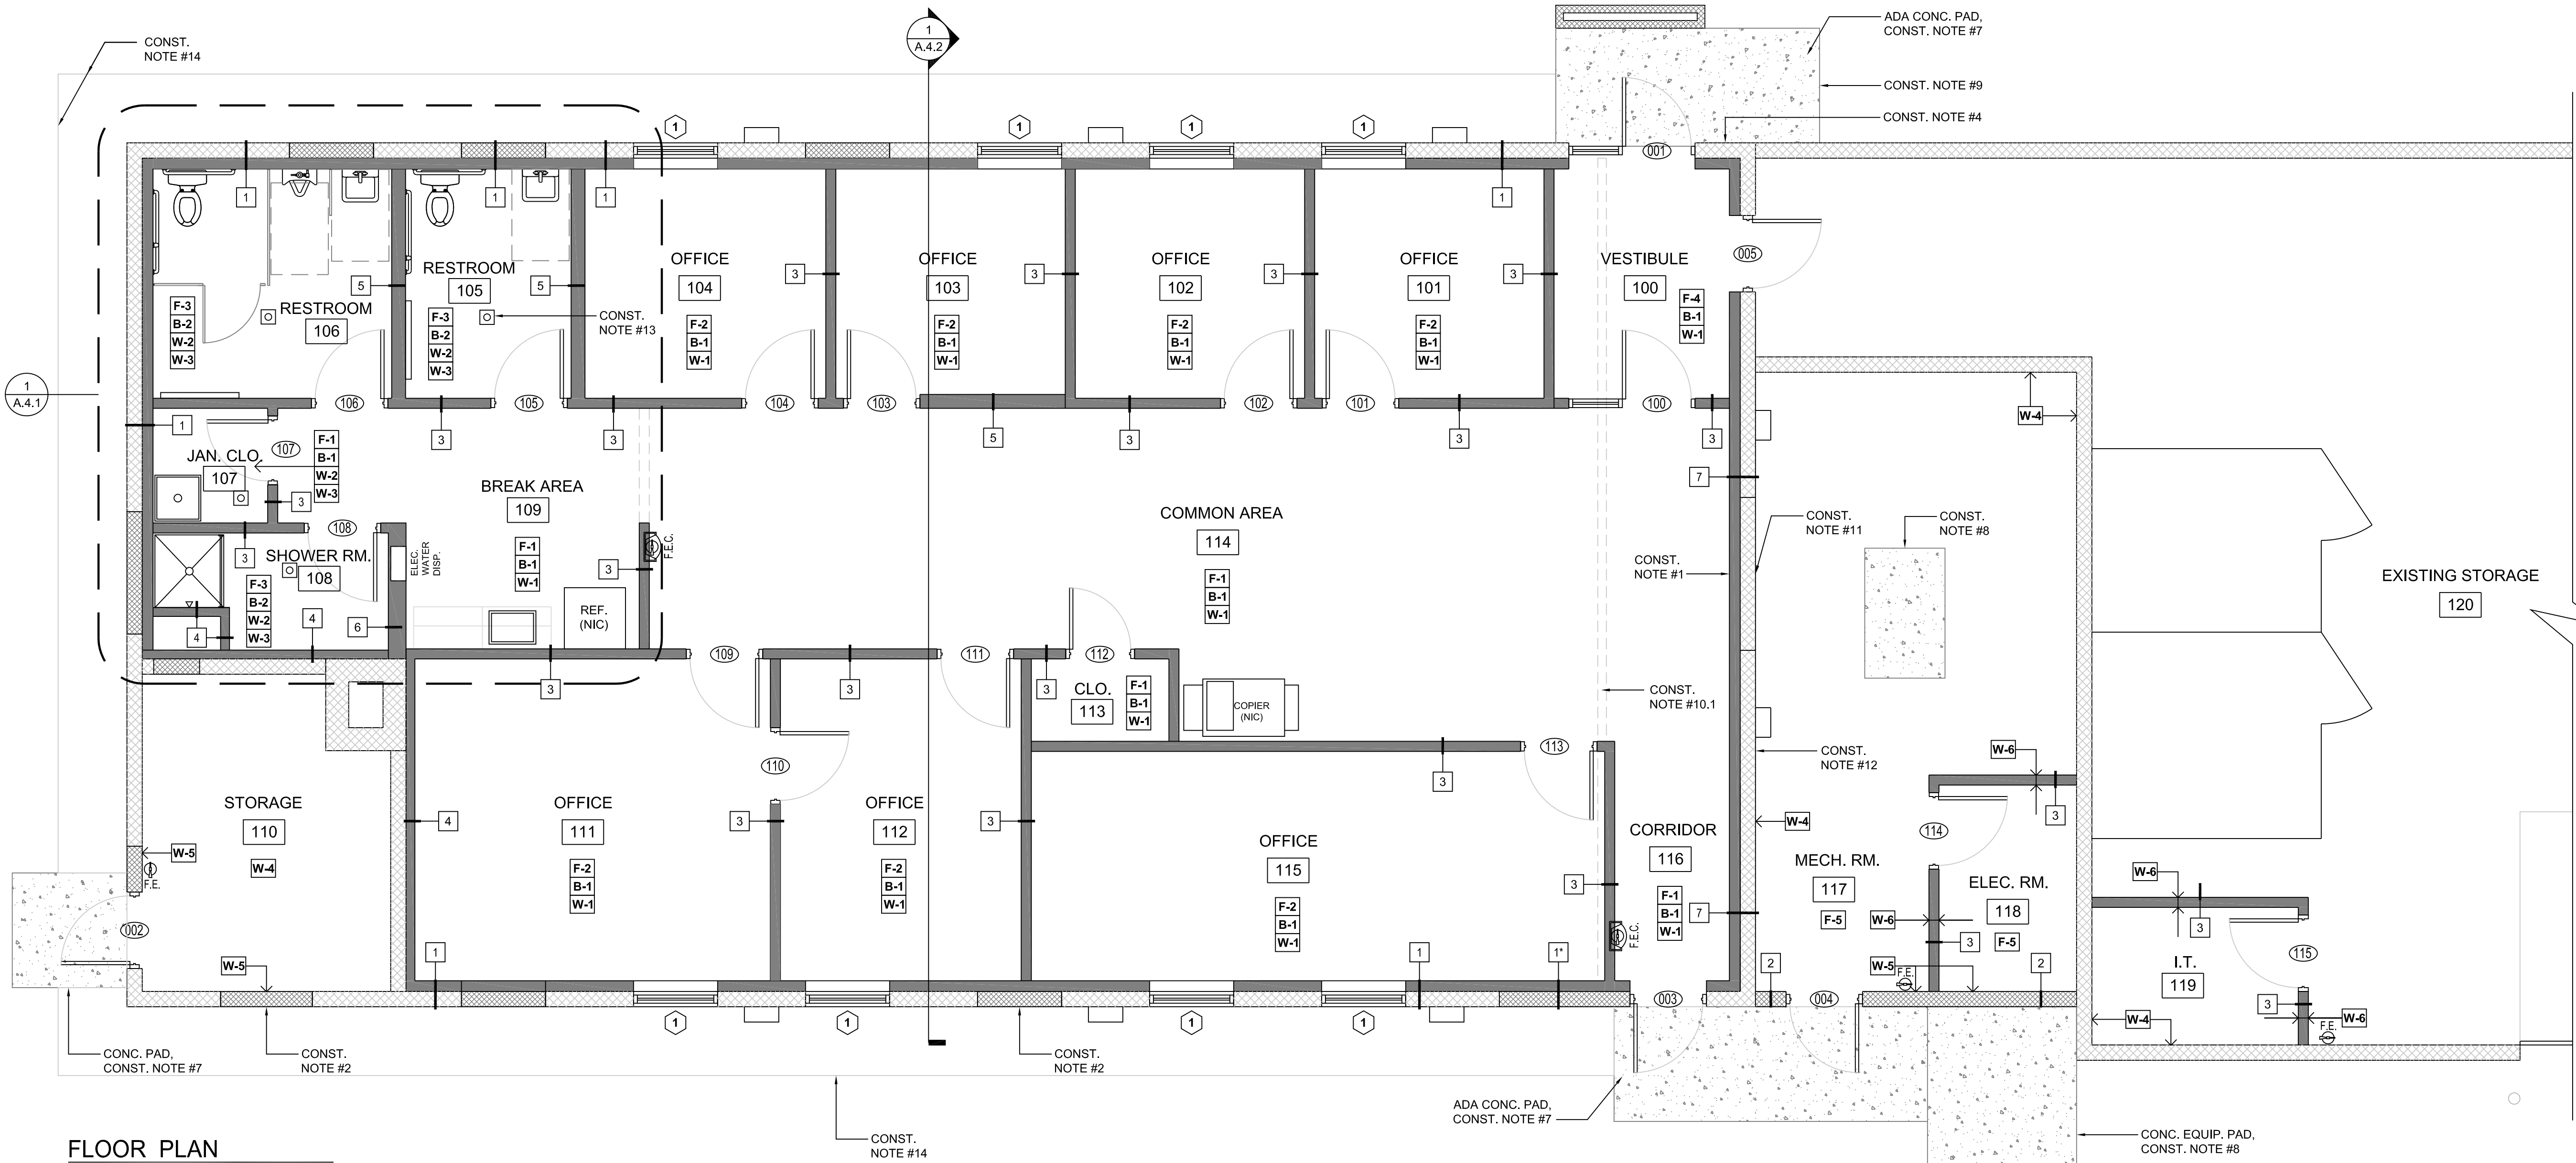 1
A.4.2
ADA CONC. PAD,
CONST. NOTE #7
CONST.
NOTE #14
CONST. NOTE #9
CONST. NOTE #4
1
1
1
1
001
1
1
1
1
005
OFFICE
104
OFFICE
103
OFFICE
102
OFFICE
101
VESTIBULE
100
RESTROOM
105
RESTROOM
106
5
5
3
3
3
3
CONST.
NOTE #13
F-3
B-2
W-2
W-3
F-3
B-2
W-2
W-3
F-2
B-1
W-1
F-2
B-1
W-1
F-2
B-1
W-1
F-2
B-1
W-1
F-4
B-1
W-1
1
A.4.1
106
105
104
103
102
101
100
1
3
3
5
3
3
3
W-4
107
JAN. CLO.
107
F-1
B-1
W-2
W-3
3
7
BREAK AREA
109
F-1
B-1
W-1
COMMON AREA
114
F-1
B-1
W-1
CONST.
NOTE #11
CONST.
NOTE #8
108
3
SHOWER RM.
108
F-3
B-2
W-2
W-3
ELEC.
WATER
DISP.
F.E.C.
3
CONST.
NOTE #1
EXISTING STORAGE
120
4
4
6
REF.
(NIC)
109
111
112
3
3
3
CLO.
113
F-1
B-1
W-1
COPIER
(NIC)
CONST.
NOTE #10.1
113
3
110
CONST.
NOTE #12
W-6
3
STORAGE
110
W-4
W-5
F.E.
OFFICE
111
F-2
B-1
W-1
4
3
OFFICE
112
F-2
B-1
W-1
3
OFFICE
115
F-2
B-1
W-1
3
CORRIDOR
116
F-1
B-1
W-1
F.E.C.
7
W-4
114
MECH. RM.
117
F-5
W-6
ELEC. RM.
118
F-5
3
W-6
3
002
W-5
1
1
1*
2
W-5
F.E.
2
115
I.T.
119
3
W-4
W-6
F.E.
003
004
1
1
1
1
CONC. PAD,
CONST. NOTE #7
CONST.
NOTE #2
CONST.
NOTE #2
ADA CONC. PAD,
CONST. NOTE #7
CONST.
NOTE #14
CONC. EQUIP. PAD,
CONST. NOTE #8
FLOOR PLAN